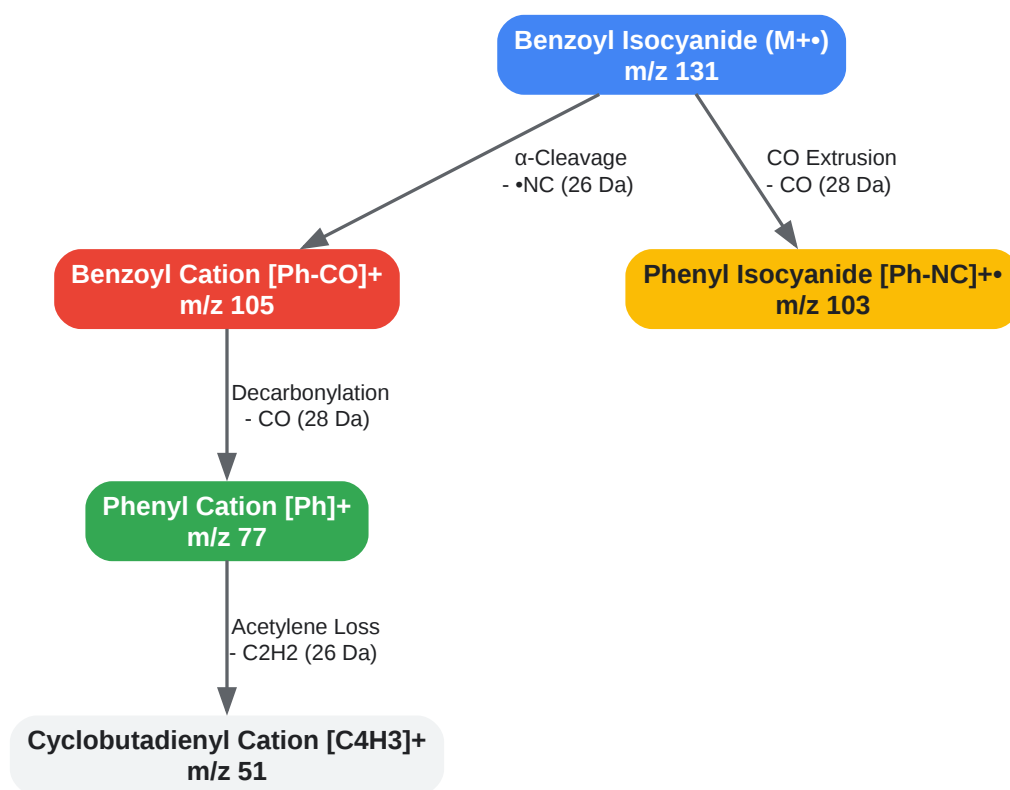 Benzoyl Isocyanide (M+•)
m/z 131
α-Cleavage
- •NC (26 Da)
CO Extrusion
- CO (28 Da)
Benzoyl Cation [Ph-CO]+
m/z 105
Phenyl Isocyanide [Ph-NC]+•
m/z 103
Decarbonylation
- CO (28 Da)
Phenyl Cation [Ph]+
m/z 77
Acetylene Loss
- C2H2 (26 Da)
Cyclobutadienyl Cation [C4H3]+
m/z 51